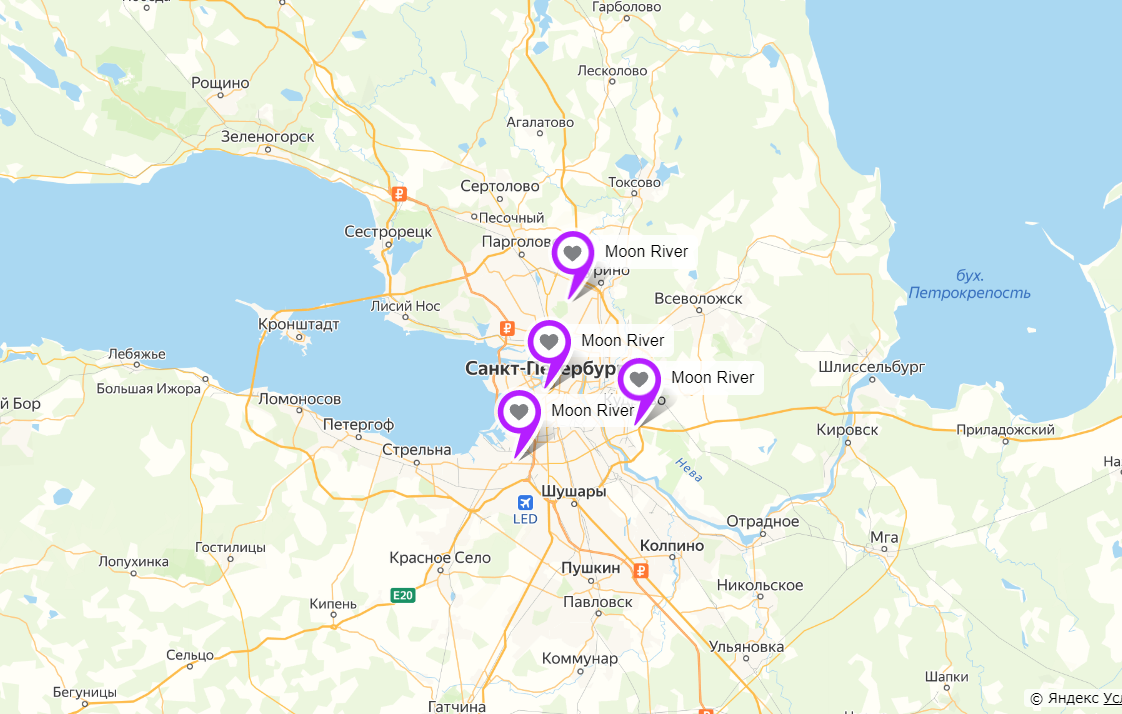 Победа
Гарболово
Лесколово
Рощино
Агалатово
Зеленогорск
Токсово
Сертолово
₽
Песочный
Сестрорецк
Парголов
Moon River
рино
Всеволожск
Лисий Нос
Кронштадт
₽
Moon River
Лебяжье
Санкт-Петербур
Moon River
Шлиссельбург
бух.
Петрокрепость
Большая Ижора
Ломоносов
й Бор
Moon River
Петергоф
Кировск
Приладожский
Стрельна
Нева
На
Шушары
LED
Отрадное
Мга
Колпино
Гостилицы
Красное Село
Лопухинка
Пушкин
₽
Никольское
E20
Кипень
Павловск
Ульяновка
Сельцо
Коммунар
Шапки
Бегуницы
Гатчина
© Яндекс Усл